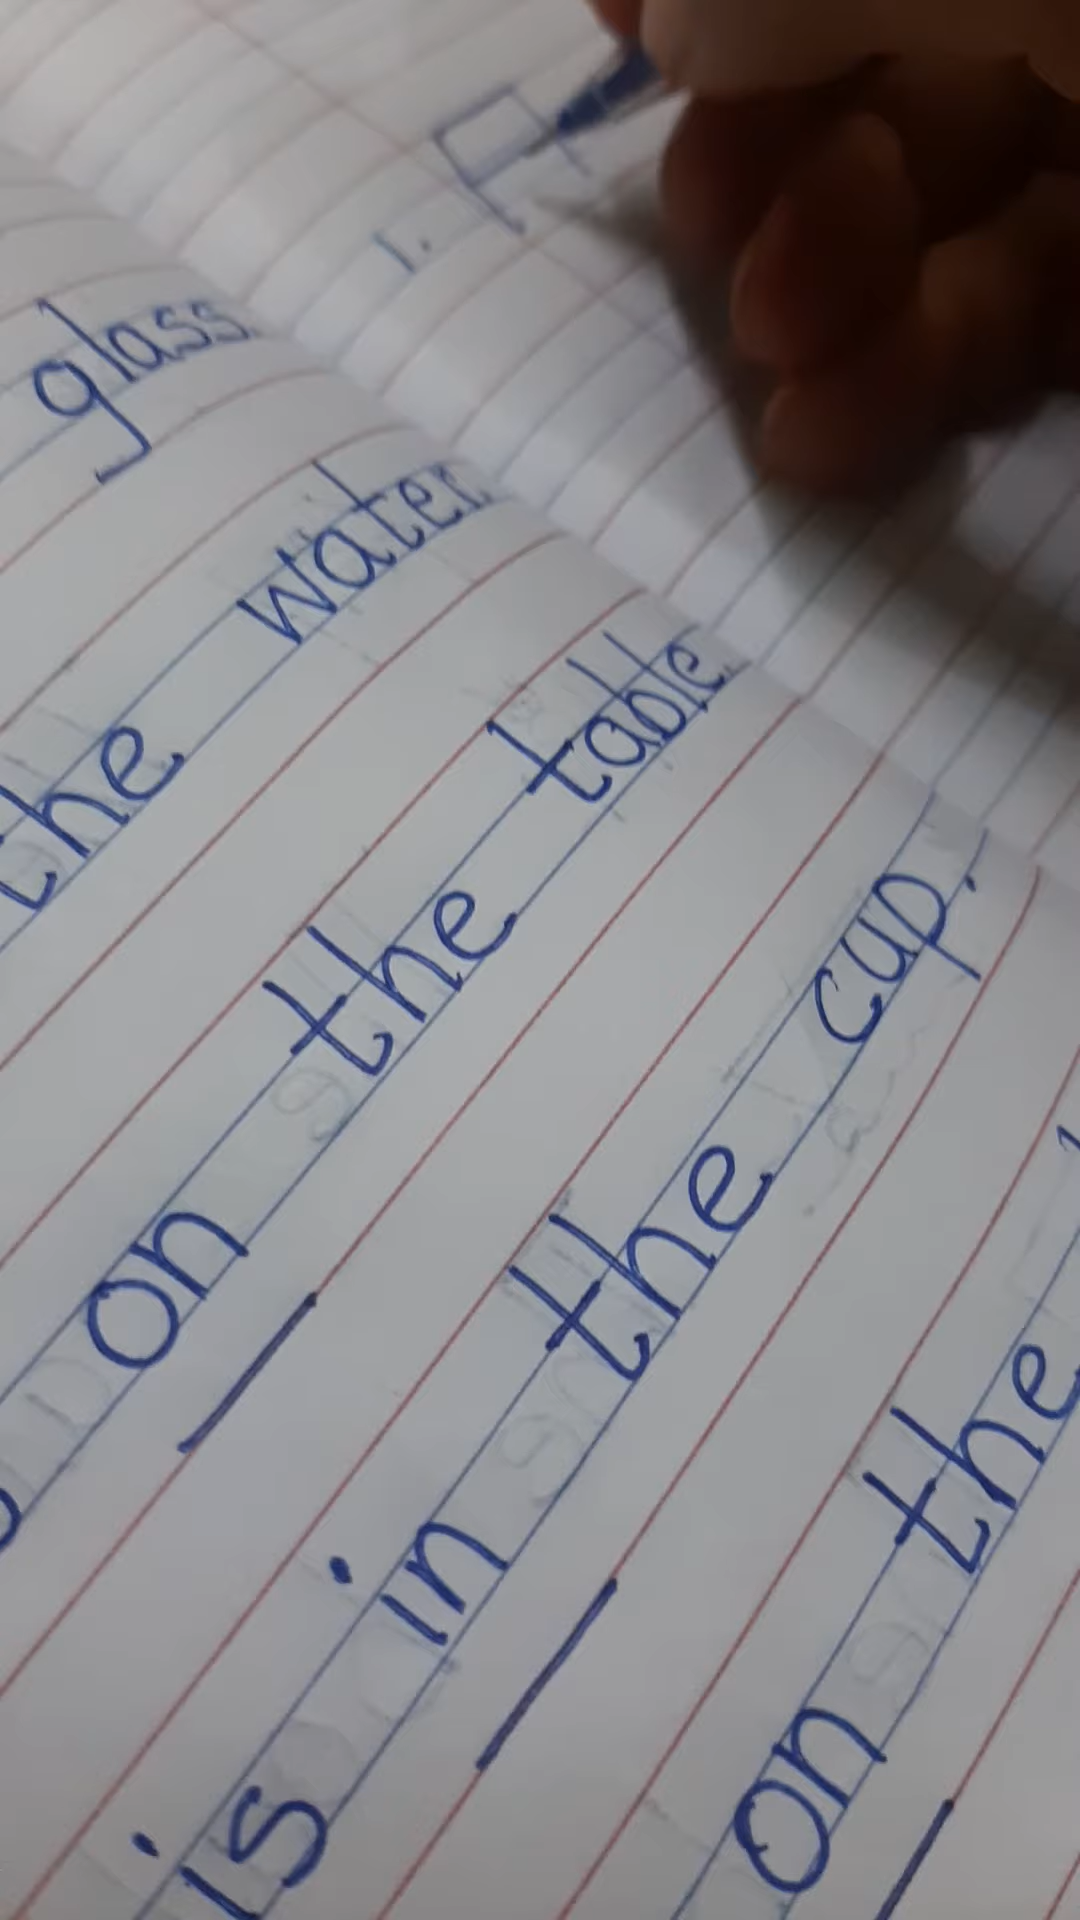 glass.
the water.
on the table.
is in the cup.
on the
1.